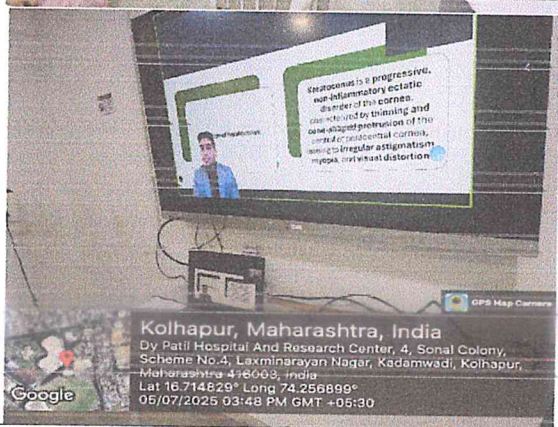 Keratoconus is a progressive,
non-inflammatory ectatic
disorder of the cornea,
characterized by thinning and
cone-shaped protrusion of the
central or paracentral cornea,
to irregular astigmatism
myopia, and visual distortion
GPS Map Camera
Kolhapur, Maharashtra, India
Dy Patil Hospital And Research Center, 4, Sonal Colony,
Scheme No.4, Laxminarayan Nagar, Kadamwadi, Kolhapur,
Maharashtra 416003, India
Lat 16.714829° Long 74.256899°
05/07/2025 03:48 PM GMT +05:30
Google